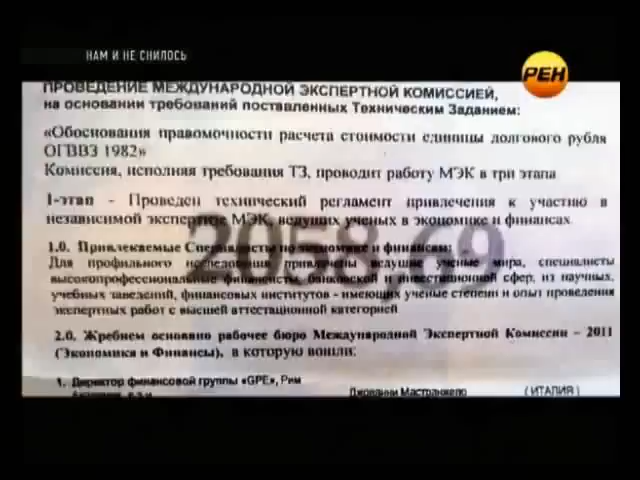 НАМ И НЕ СНИЛОСЬ
РЕН
ПРОВЕДЕНИЕ МЕЖДУНАРОДНОЙ ЭКСПЕРТНОЙ КОМИССИЕЙ,
на основании требований поставленных Техническим Заданием:
«Обоснования правомочности расчета стоимости единицы долгового рубля
ОГВВЗ 1982»
Комиссия, исполняя требования ТЗ, проводит работу МЭК в три этапа
1-этап - Проведен технический регламент привлечения к участию в
независимой экспертизе МЭК, ведущих ученых в экономике и финансах.
2058,69
1.0. Привлекаемые Специалисты по экономике и финансам:
Для профильного исследования привлечены ведущие ученые мира, специалисты
высокопрофессиональные финансисты, банковской и инвестиционной сфер, из научных,
учебных заведений, финансовых институтов - имеющих ученые степени и опыт проведения
экспертных работ с высшей аттестационной категорией
2.0. Жребием основано рабочее бюро Международной Экспертной Комиссии – 2011
(Экономика и Финансы), в которую вошли:
1. Директор финансовой группы «GPE», Рим
Джованни Мастранжело (ИТАЛИЯ)